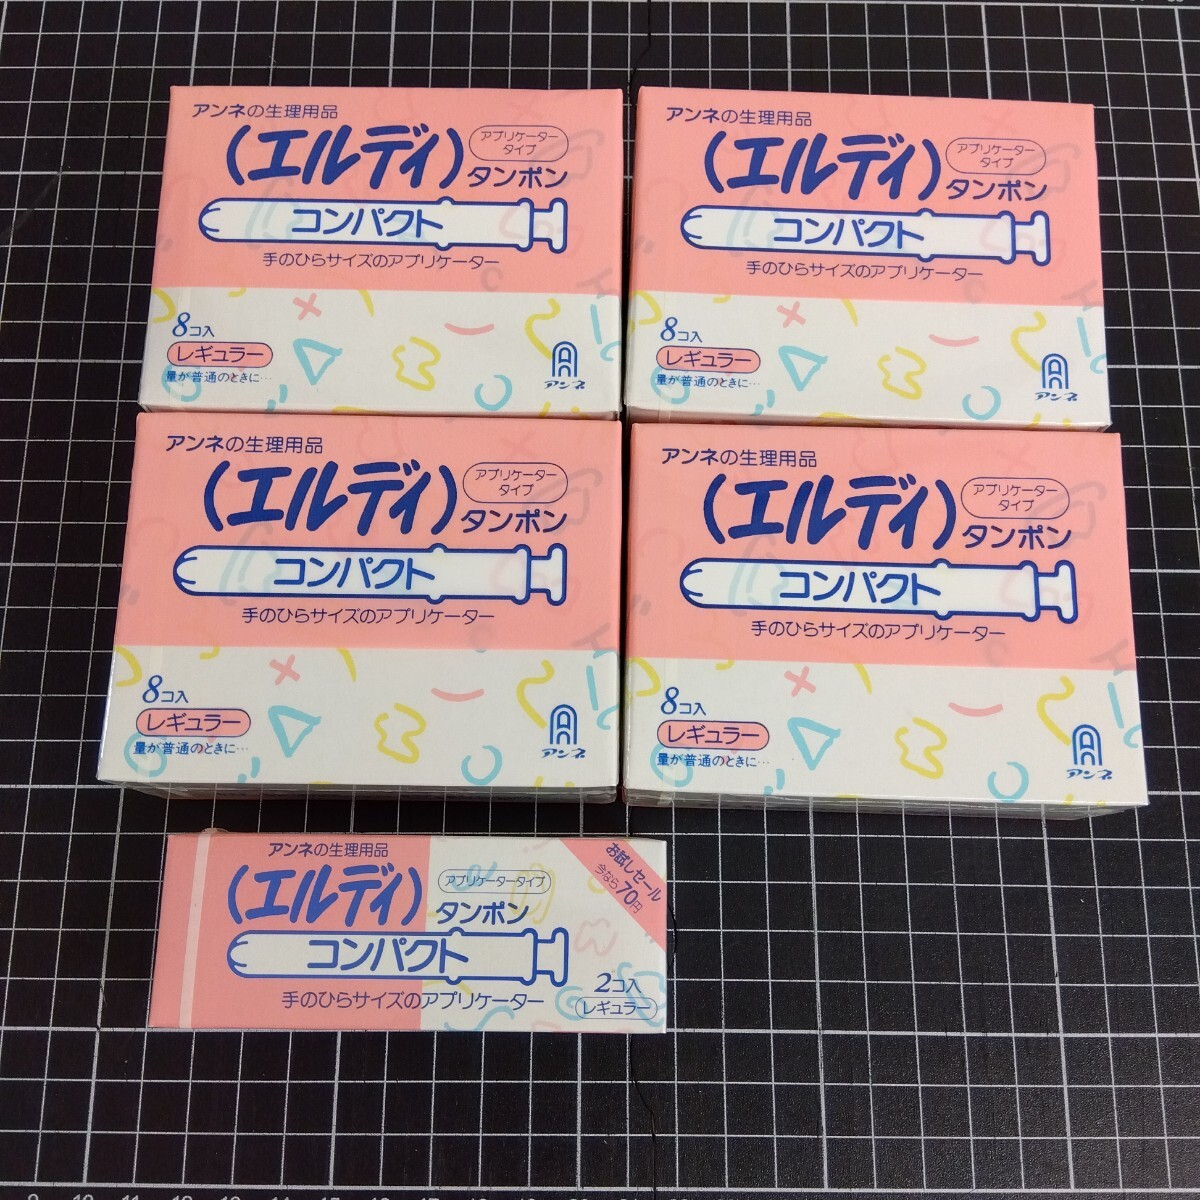 アンネの生理用品
(エルディ)
アプリケーター
タイプ
タンポン
コンパクト
手のひらサイズのアプリケーター
8コ入
レギュラー
量が普通のときに…
アンネ
アンネの生理用品
(エルディ)
アプリケーター
タイプ
タンポン
コンパクト
手のひらサイズのアプリケーター
8コ入
レギュラー
量が普通のときに…
アンネ
アンネの生理用品
(エルディ)
アプリケーター
タイプ
タンポン
コンパクト
手のひらサイズのアプリケーター
8コ入
レギュラー
量が普通のときに…
アンネ
アンネの生理用品
(エルディ)
アプリケーター
タイプ
タンポン
コンパクト
手のひらサイズのアプリケーター
8コ入
レギュラー
量が普通のときに…
アンネ
アンネの生理用品
(エルディ)
アプリケータータイプ
タンポン
コンパクト
手のひらサイズのアプリケーター
お試しセール
今なら70円
2コ入
レギュラー